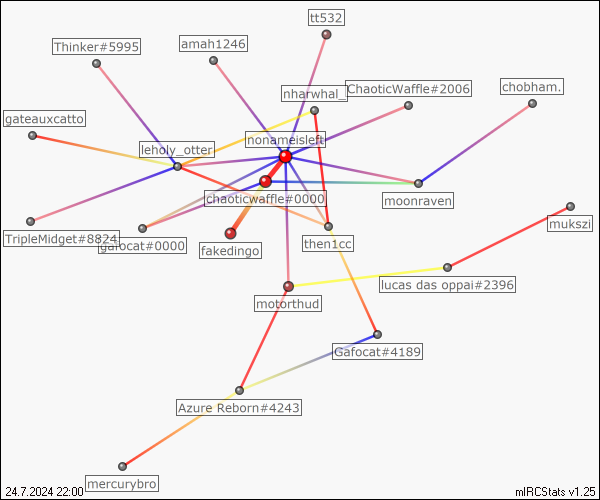 tt532
Thinker#5995
amah1246
nharwhal_
ChaoticWaffle#2006
chobham.
gateauxcatto
leholy_otter
nonameisleft
chaoticwaffle#0000
moonraven
TripleMidget#8824
gafocat#0000
fakedingo
then1cc
mukszi
lucas das oppai#2396
motorthud
Gafocat#4189
Azure Reborn#4243
mercurybro
24.7.2024 22:00
mIRCStats v1.25